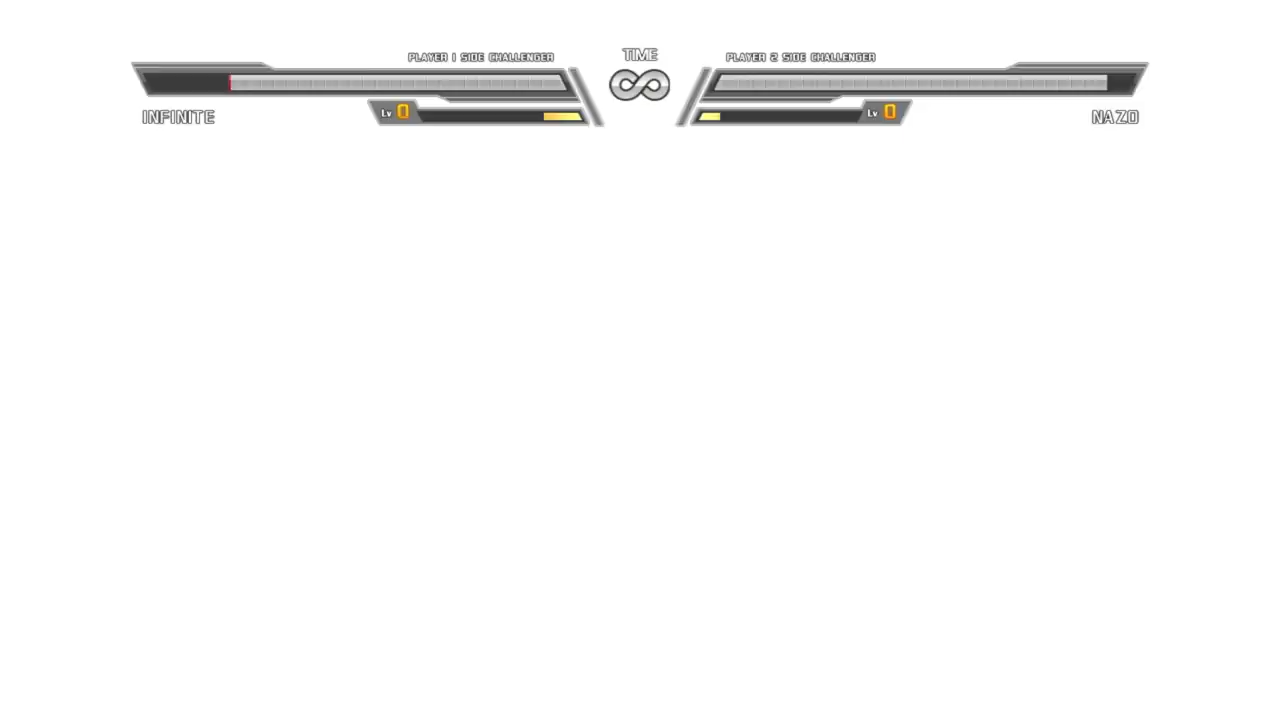 PLAYER 1 SIDE CHALLENGER
TIME
PLAYER 2 SIDE CHALLENGER
∞
INFINITE
Lv 0
Lv 0
NAZO